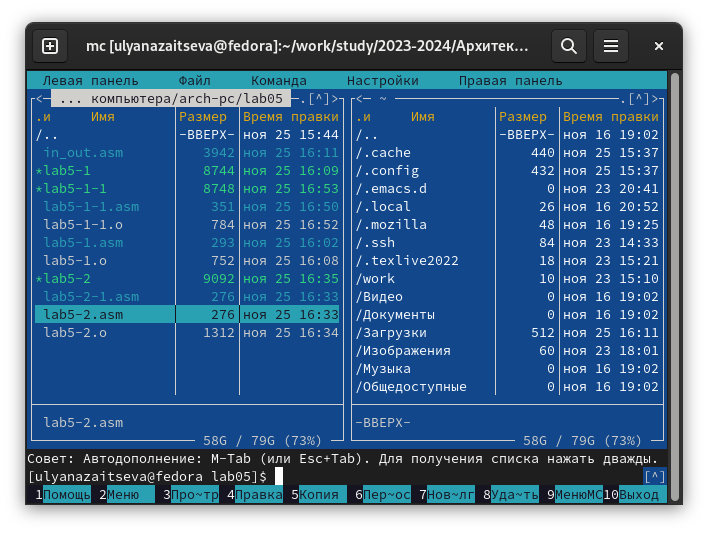 mc [ulyanazaitseva@fedora]:~/work/study/2023-2024/Архитек...
Левая панель Файл Команда Настройки Правая панель
<─ ... компьютера/arch-pc/lab05 ─.[^]> <─ ~ ─.[^]>
.и Имя Размер Время правки .и Имя Размер Время правки
/.. -ВВЕРХ- ноя 25 15:44 /.. -ВВЕРХ- ноя 16 19:02
in_out.asm 3942 ноя 25 16:11 /.cache 440 ноя 25 15:37
*lab5-1 8744 ноя 25 16:09 /.config 432 ноя 25 15:37
*lab5-1-1 8748 ноя 25 16:53 /.emacs.d 0 ноя 23 20:41
lab5-1-1.asm 351 ноя 25 16:50 /.local 26 ноя 16 20:52
lab5-1-1.o 784 ноя 25 16:52 /.mozilla 48 ноя 16 19:25
lab5-1.asm 293 ноя 25 16:02 /.ssh 84 ноя 23 14:33
lab5-1.o 752 ноя 25 16:08 /.texlive2022 18 ноя 23 15:21
*lab5-2 9092 ноя 25 16:35 /work 10 ноя 23 15:10
lab5-2-1.asm 276 ноя 25 16:33 /Видео 0 ноя 16 19:02
lab5-2.asm 276 ноя 25 16:33 /Документы 0 ноя 16 19:02
lab5-2.o 1312 ноя 25 16:34 /Загрузки 512 ноя 25 16:11
/Изображения 60 ноя 23 18:01
/Музыка 0 ноя 16 19:02
/Общедоступные 0 ноя 16 19:02
lab5-2.asm -ВВЕРХ-
58G / 79G (73%) 58G / 79G (73%)
Совет: Автодополнение: M-Tab (или Esc+Tab). Для получения списка нажать дважды.
[ulyanazaitseva@fedora lab05]$ [^]
1Помощь 2Меню 3Про~тр 4Правка 5Копия 6Пер~ос 7Нов~лг 8Уда~ть 9МенюMC 10Выход